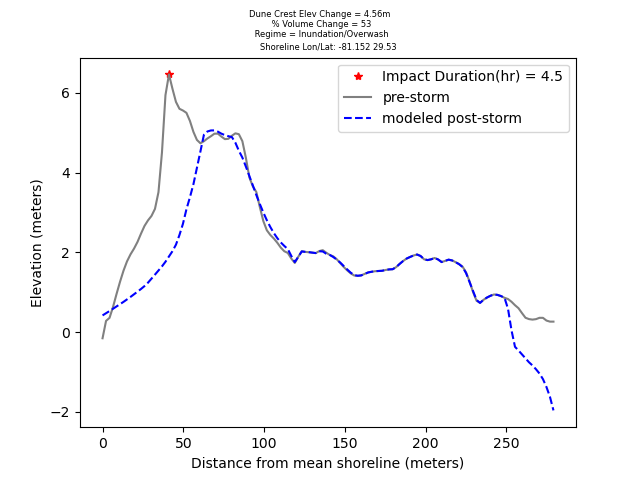 Dune Crest Elev Change = 4.56m
% Volume Change = 53
Regime = Inundation/Overwash
Shoreline Lon/Lat: -81.152 29.53
Impact Duration(hr) = 4.5
pre-storm
modeled post-storm
Elevation (meters)
6
4
2
0
−2
0 50 100 150 200 250
Distance from mean shoreline (meters)